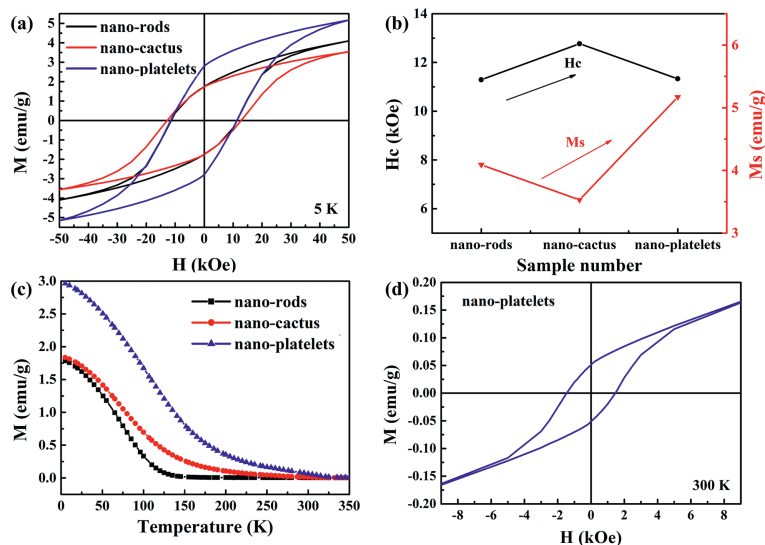 (a)
nano-rods
nano-cactus
nano-platelets
5 K
M (emu/g)
5
4
3
2
1
0
-1
-2
-3
-4
-5
-50 -40 -30 -20 -10 0 10 20 30 40 50
H (kOe)
(b)
Hc
Ms
Hc (kOe)
14
12
10
8
6
Ms (emu/g)
6
5
4
3
nano-rods nano-cactus nano-platelets
Sample number
(c)
nano-rods
nano-cactus
nano-platelets
M (emu/g)
3.0
2.5
2.0
1.5
1.0
0.5
0.0
0 50 100 150 200 250 300 350
Temperature (K)
(d)
nano-platelets
300 K
M (emu/g)
0.20
0.15
0.10
0.05
0.00
-0.05
-0.10
-0.15
-0.20
-8 -6 -4 -2 0 2 4 6 8
H (kOe)